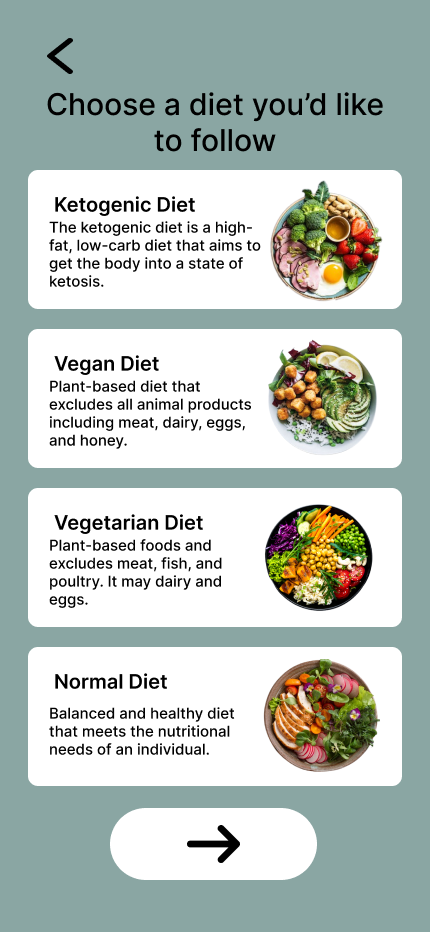 Choose a diet you’d like
to follow
Ketogenic Diet
The ketogenic diet is a high-
fat, low-carb diet that aims to
get the body into a state of
ketosis.
Vegan Diet
Plant-based diet that
excludes all animal products
including meat, dairy, eggs,
and honey.
Vegetarian Diet
Plant-based foods and
excludes meat, fish, and
poultry. It may dairy and
eggs.
Normal Diet
Balanced and healthy diet
that meets the nutritional
needs of an individual.